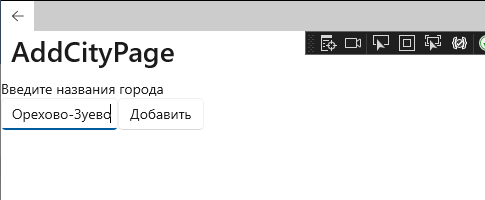 AddCityPage
Введите названия города
Орехово-Зуево Добавить